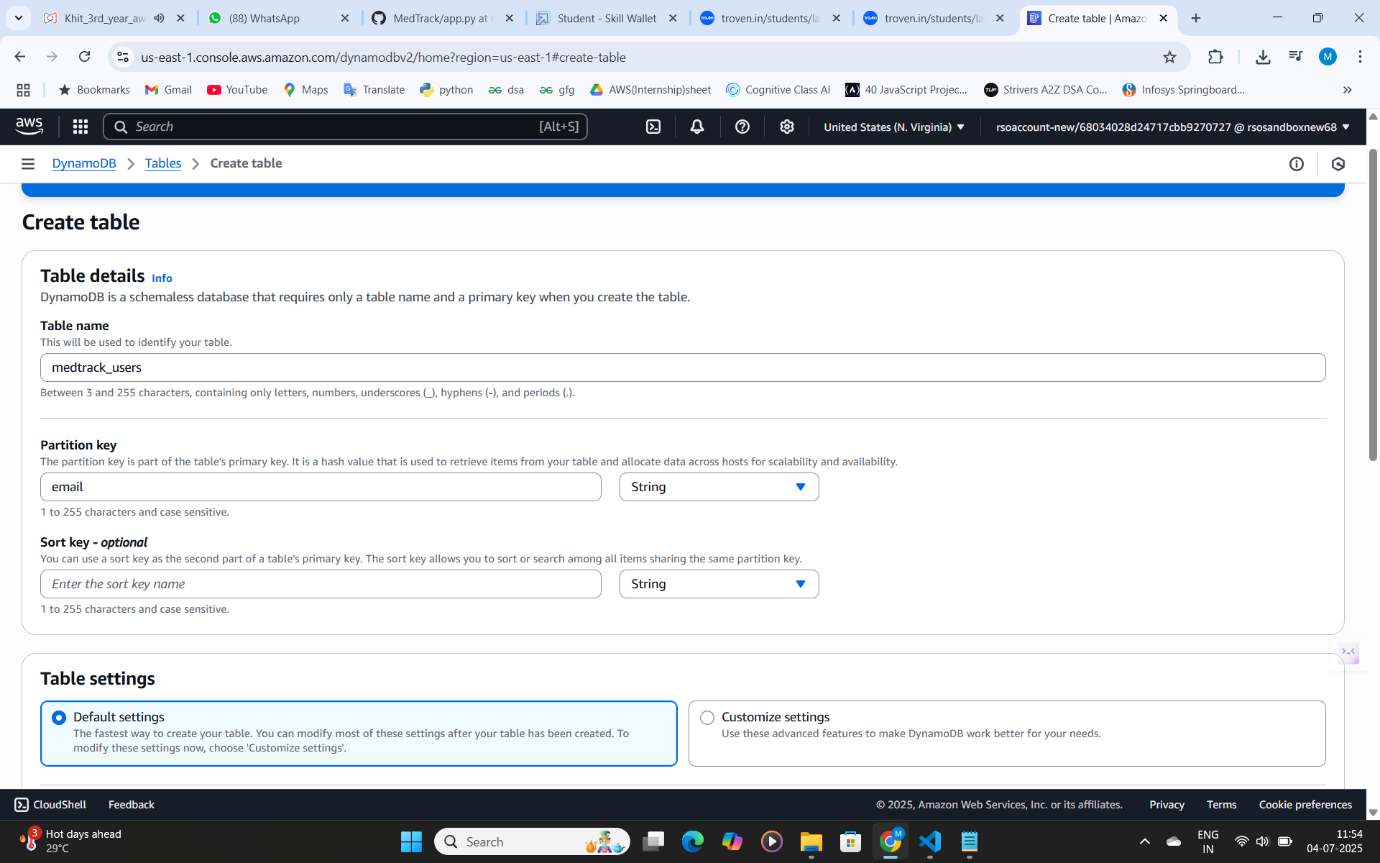 Khit_3rd_year_aw
(88) WhatsApp
MedTrack/app.py at
Student - Skill Wallet
troven.in/students/la
troven.in/students/la
Create table | Amazo
us-east-1.console.aws.amazon.com/dynamodbv2/home?region=us-east-1#create-table
M
Bookmarks
Gmail
YouTube
Maps
Translate
python
dsa
gfg
AWS(Internship)sheet
Cognitive Class AI
40 JavaScript Projec...
Strivers A2Z DSA Co...
Infosys Springboard...
aws
Search
[Alt+S]
United States (N. Virginia)
rsoaccount-new/68034028d24717cbb9270727 @ rsosandboxnew68
DynamoDB
Tables
Create table
Create table
Table details Info
DynamoDB is a schemaless database that requires only a table name and a primary key when you create the table.
Table name
This will be used to identify your table.
medtrack_users
Between 3 and 255 characters, containing only letters, numbers, underscores (_), hyphens (-), and periods (.).
Partition key
The partition key is part of the table's primary key. It is a hash value that is used to retrieve items from your table and allocate data across hosts for scalability and availability.
email
String
1 to 255 characters and case sensitive.
Sort key - optional
You can use a sort key as the second part of a table's primary key. The sort key allows you to sort or search among all items sharing the same partition key.
Enter the sort key name
String
1 to 255 characters and case sensitive.
Table settings
Default settings
The fastest way to create your table. You can modify most of these settings after your table has been created. To
modify these settings now, choose 'Customize settings'.
Customize settings
Use these advanced features to make DynamoDB work better for your needs.
CloudShell
Feedback
© 2025, Amazon Web Services, Inc. or its affiliates.
Privacy
Terms
Cookie preferences
3
Hot days ahead
29°C
Search
M
ENG
IN
11:54
04-07-2025